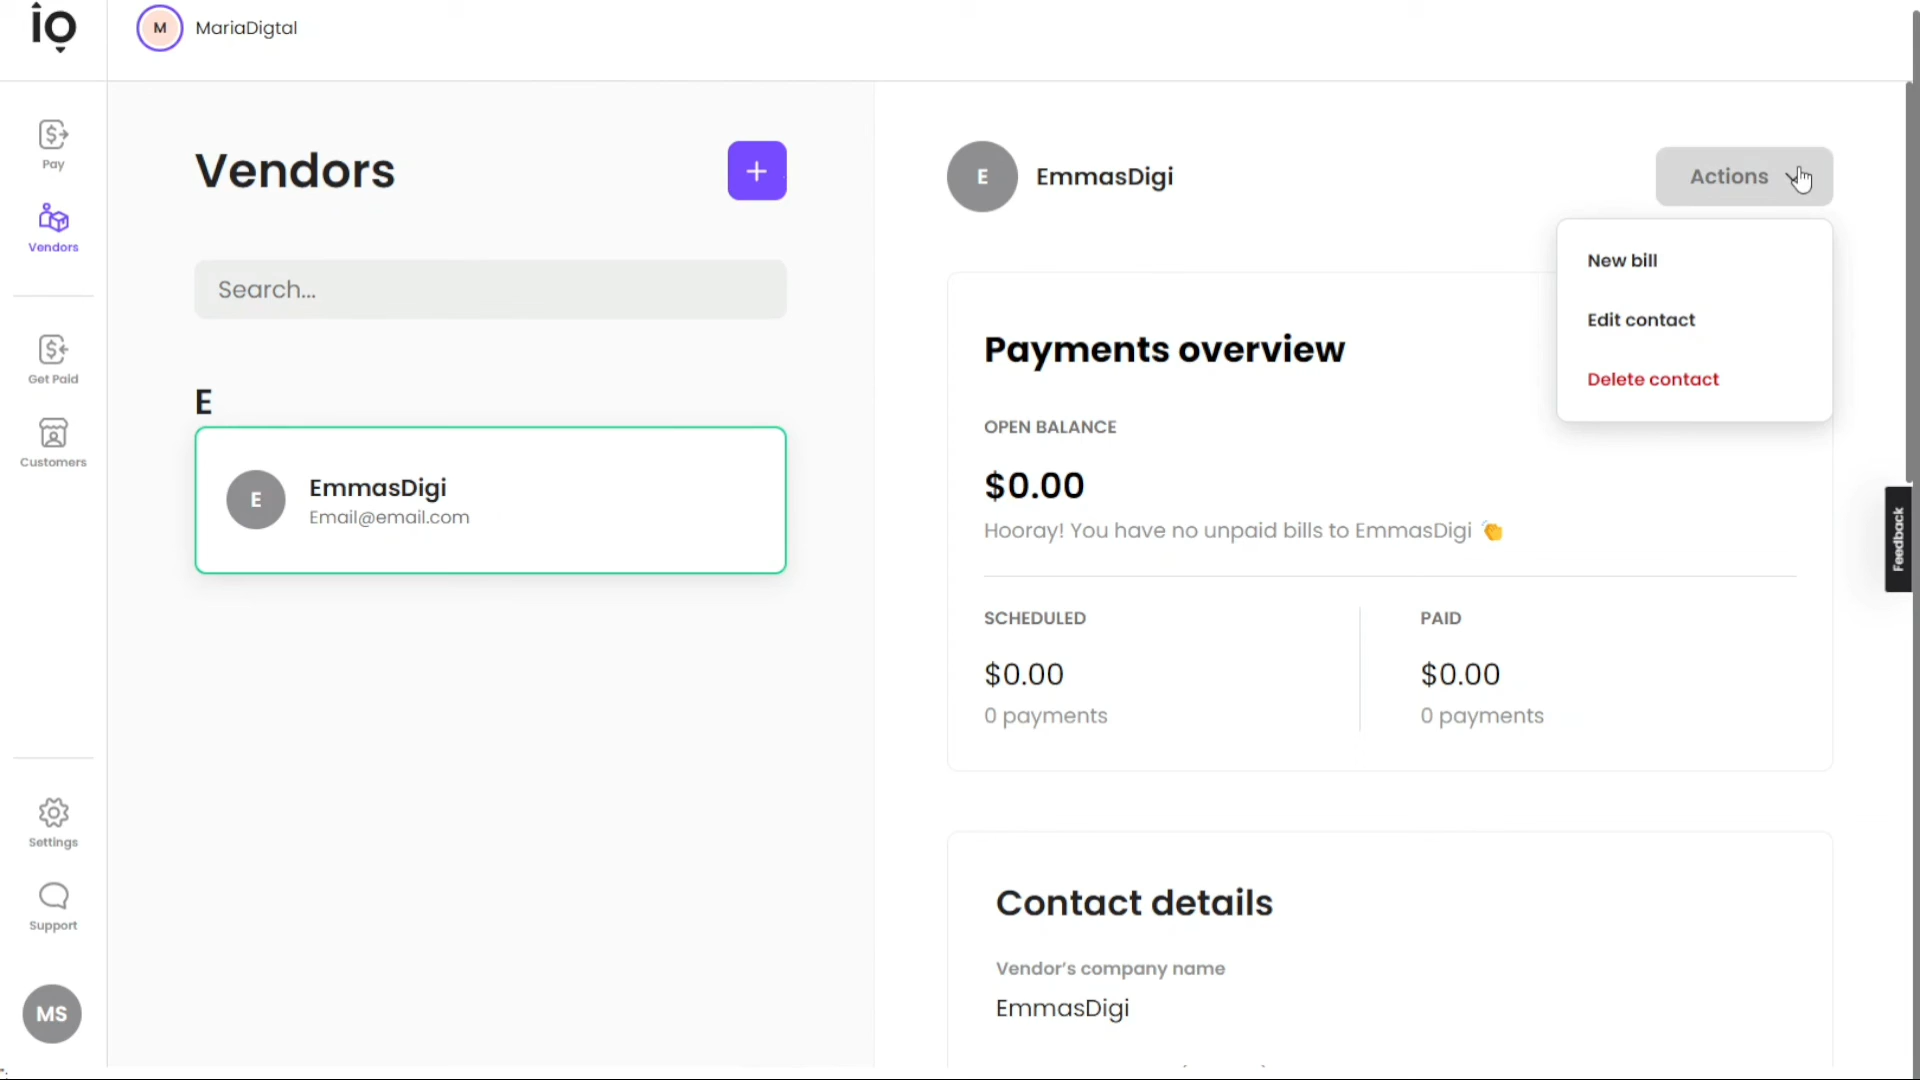 io
M MariaDigtal
Pay
Vendors
Get Paid
Customers
Settings
Support
MS
Vendors
+
Search...
E
E
EmmasDigi
Email@email.com
E EmmasDigi
Actions
New bill
Edit contact
Delete contact
Payments overview
OPEN BALANCE
$0.00
Hooray! You have no unpaid bills to EmmasDigi 👏
SCHEDULED
$0.00
0 payments
PAID
$0.00
0 payments
Contact details
Vendor's company name
EmmasDigi
Feedback